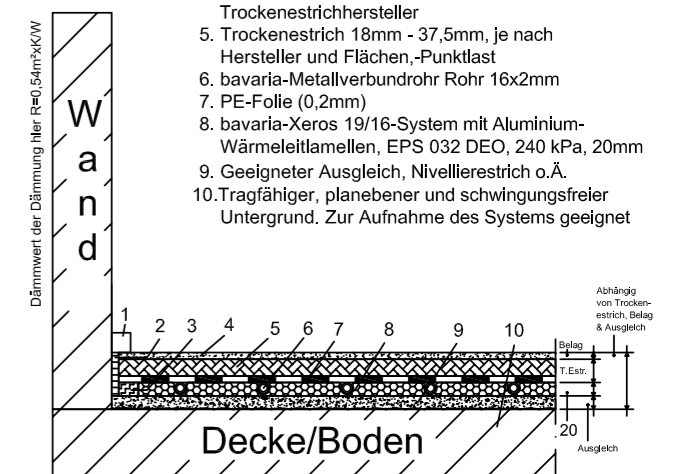 Trockenestrichhersteller
5. Trockenestrich 18mm - 37,5mm, je nach
Hersteller und Flächen,-Punktlast
6. bavaria-Metallverbundrohr Rohr 16x2mm
7. PE-Folie (0,2mm)
8. bavaria-Xeros 19/16-System mit Aluminium-
Wärmeleitlamellen, EPS 032 DEO, 240 kPa, 20mm
9. Geeigneter Ausgleich, Nivellierestrich o.Ä.
10.Tragfähiger, planebener und schwingungsfreier
Untergrund. Zur Aufnahme des Systems geeignet
Dämmwert der Dämmung hier R=0,54m²xK/W
Wand
Abhängig
von Trocken-
estrich, Belag
& Ausgleich
1 2 3 4 5 6 7 8 9 10
Belag
T.Estr.
20
Ausgleich
Decke/Boden